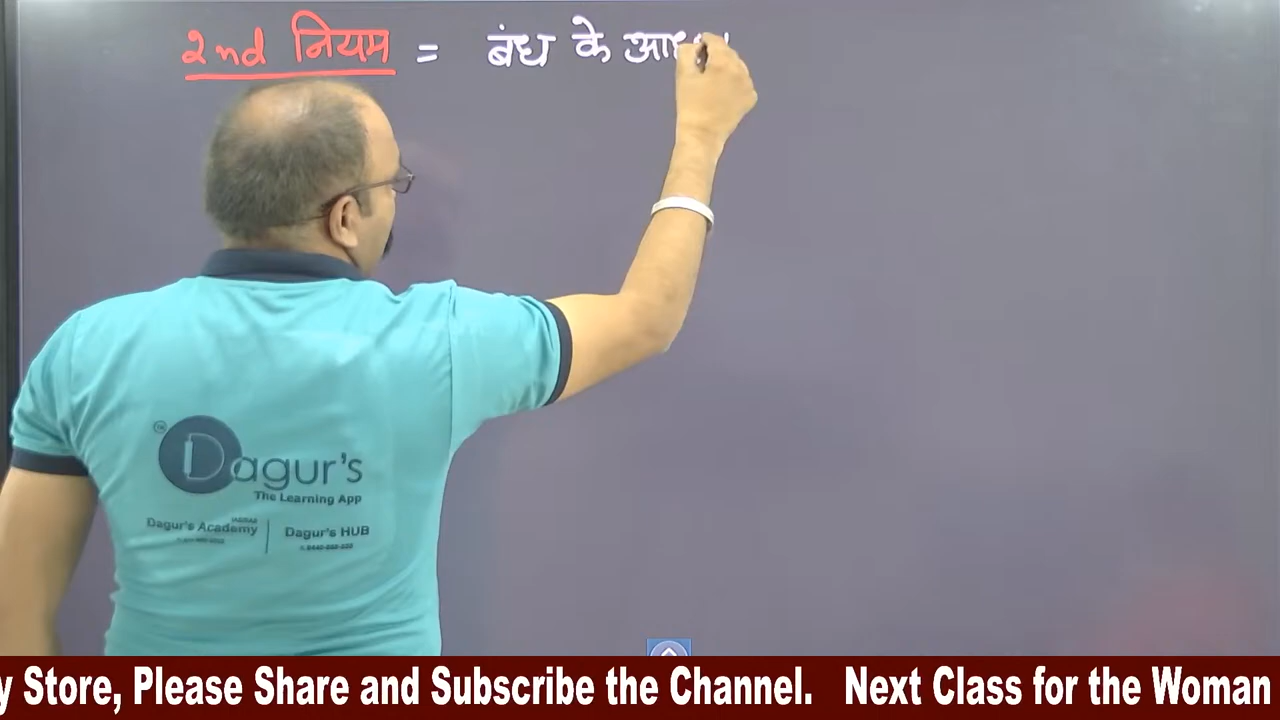 2nd नियम = बंध के
Dagur's
The Learning App
Dagur's Academy
Dagur's HUB
y Store, Please Share and Subscribe the Channel. Next Class for the Woman